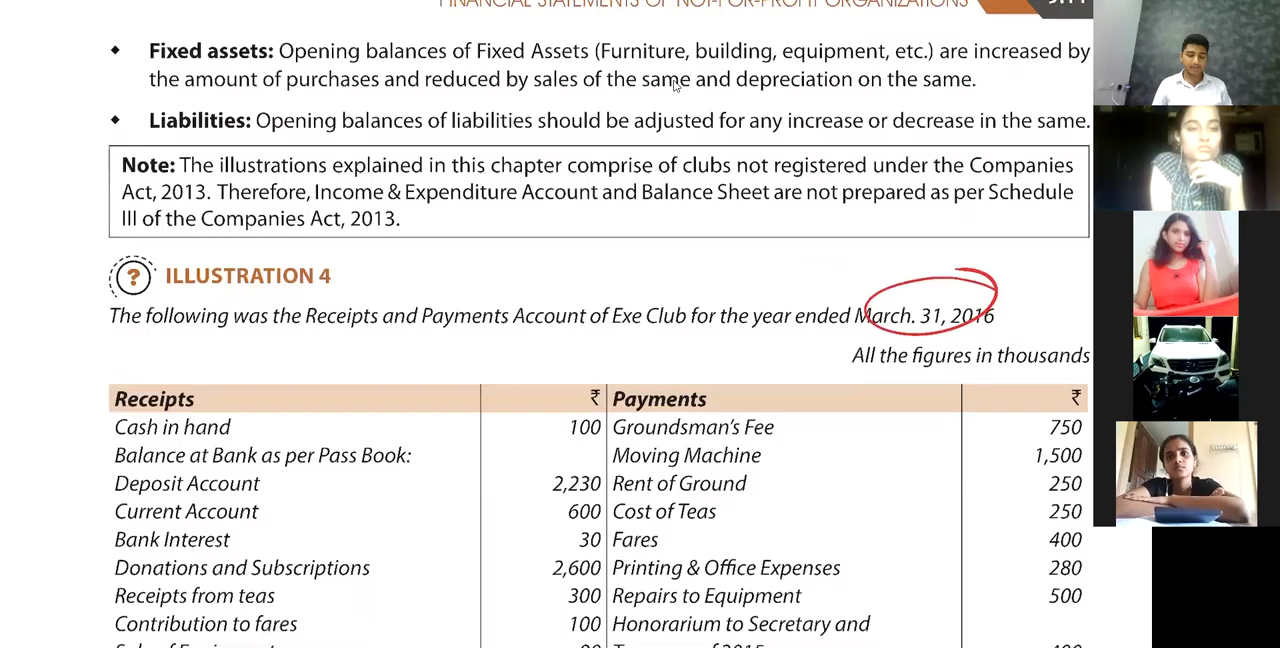 FINANCIAL STATEMENTS OF NOT-FOR-PROFIT ORGANIZATIONS
Fixed assets: Opening balances of Fixed Assets (Furniture, building, equipment, etc.) are increased by
the amount of purchases and reduced by sales of the same and depreciation on the same.
Liabilities: Opening balances of liabilities should be adjusted for any increase or decrease in the same.
Note: The illustrations explained in this chapter comprise of clubs not registered under the Companies
Act, 2013. Therefore, Income & Expenditure Account and Balance Sheet are not prepared as per Schedule
III of the Companies Act, 2013.
? ILLUSTRATION 4
The following was the Receipts and Payments Account of Exe Club for the year ended March. 31, 2016
All the figures in thousands
Receipts ₹ Payments ₹
Cash in hand 100 Groundsman's Fee 750
Balance at Bank as per Pass Book: Moving Machine 1,500
Deposit Account 2,230 Rent of Ground 250
Current Account 600 Cost of Teas 250
Bank Interest 30 Fares 400
Donations and Subscriptions 2,600 Printing & Office Expenses 280
Receipts from teas 300 Repairs to Equipment 500
Contribution to fares 100 Honorarium to Secretary and